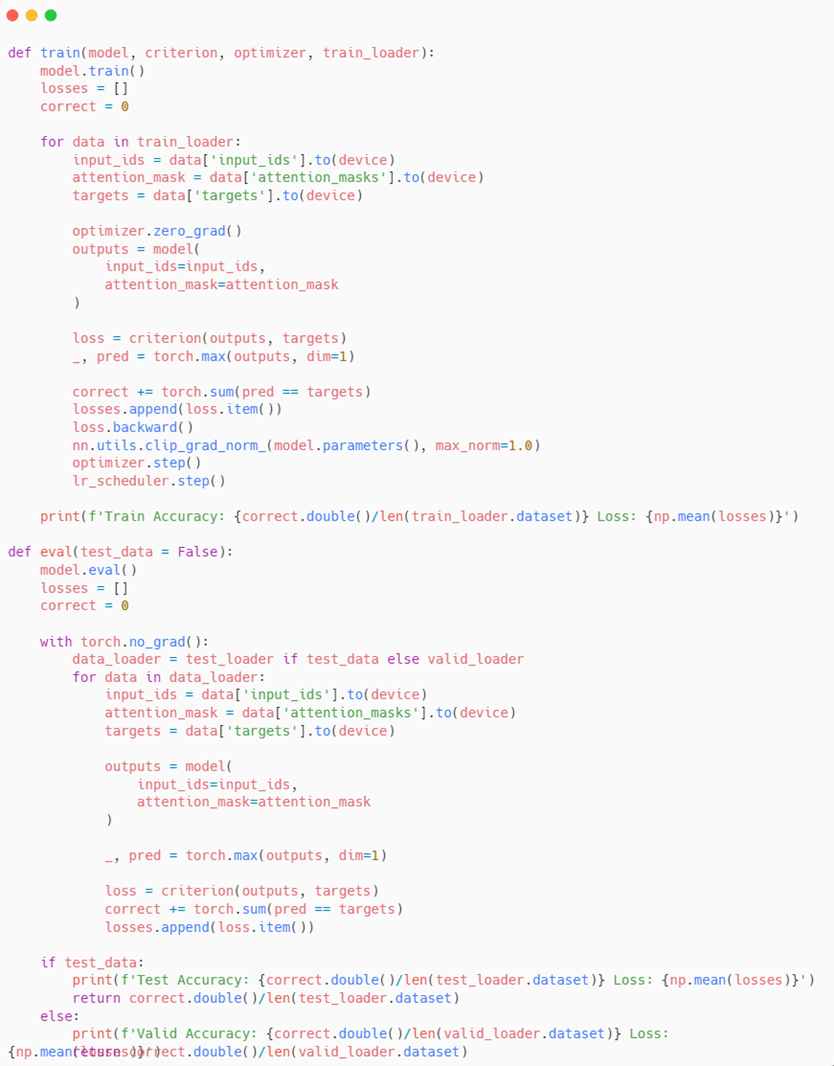 def train(model, criterion, optimizer, train_loader):
    model.train()
    losses = []
    correct = 0

    for data in train_loader:
        input_ids = data['input_ids'].to(device)
        attention_mask = data['attention_masks'].to(device)
        targets = data['targets'].to(device)

        optimizer.zero_grad()
        outputs = model(
            input_ids=input_ids,
            attention_mask=attention_mask
        )

        loss = criterion(outputs, targets)
        _, pred = torch.max(outputs, dim=1)

        correct += torch.sum(pred == targets)
        losses.append(loss.item())
        loss.backward()
        nn.utils.clip_grad_norm_(model.parameters(), max_norm=1.0)
        optimizer.step()
        lr_scheduler.step()

    print(f'Train Accuracy: {correct.double()/len(train_loader.dataset)} Loss: {np.mean(losses)}')

def eval(test_data = False):
    model.eval()
    losses = []
    correct = 0

    with torch.no_grad():
        data_loader = test_loader if test_data else valid_loader
        for data in data_loader:
            input_ids = data['input_ids'].to(device)
            attention_mask = data['attention_masks'].to(device)
            targets = data['targets'].to(device)

            outputs = model(
                input_ids=input_ids,
                attention_mask=attention_mask
            )

            _, pred = torch.max(outputs, dim=1)

            loss = criterion(outputs, targets)
            correct += torch.sum(pred == targets)
            losses.append(loss.item())

    if test_data:
        print(f'Test Accuracy: {correct.double()/len(test_loader.dataset)} Loss: {np.mean(losses)}')
        return correct.double()/len(test_loader.dataset)
    else:
        print(f'Valid Accuracy: {correct.double()/len(valid_loader.dataset)} Loss:
{np.mean(losses)}')
        return correct.double()/len(valid_loader.dataset)